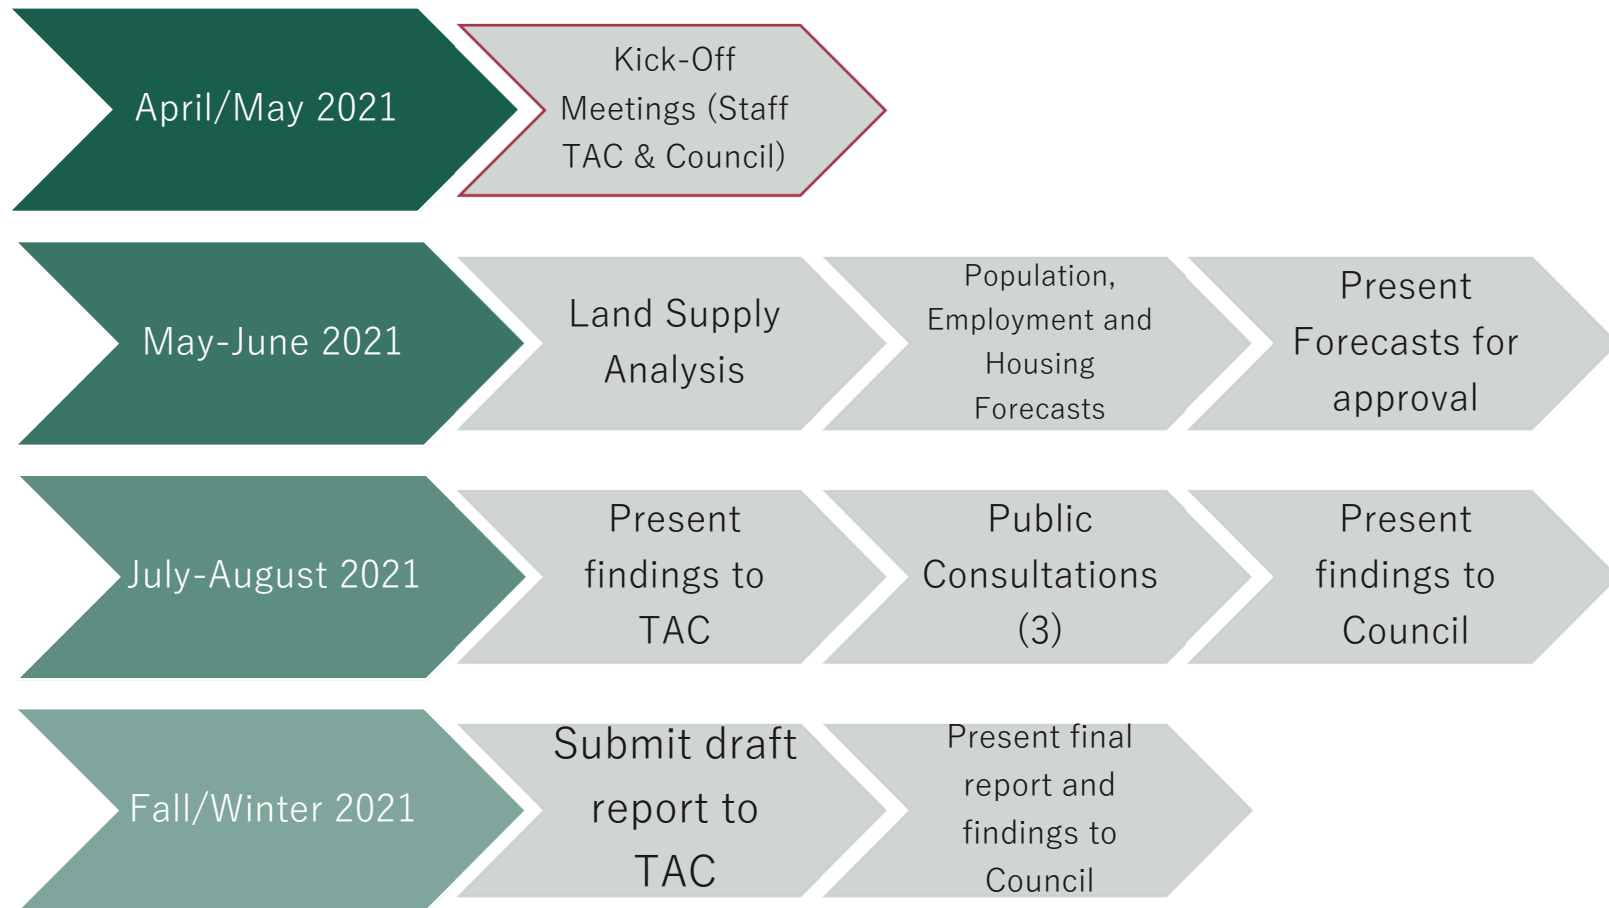 April/May 2021
Kick-Off
Meetings (Staff
TAC & Council)
May-June 2021
Land Supply
Analysis
Population,
Employment and
Housing
Forecasts
Present
Forecasts for
approval
July-August 2021
Present
findings to
TAC
Public
Consultations
(3)
Present
findings to
Council
Fall/Winter 2021
Submit draft
report to
TAC
Present final
report and
findings to
Council